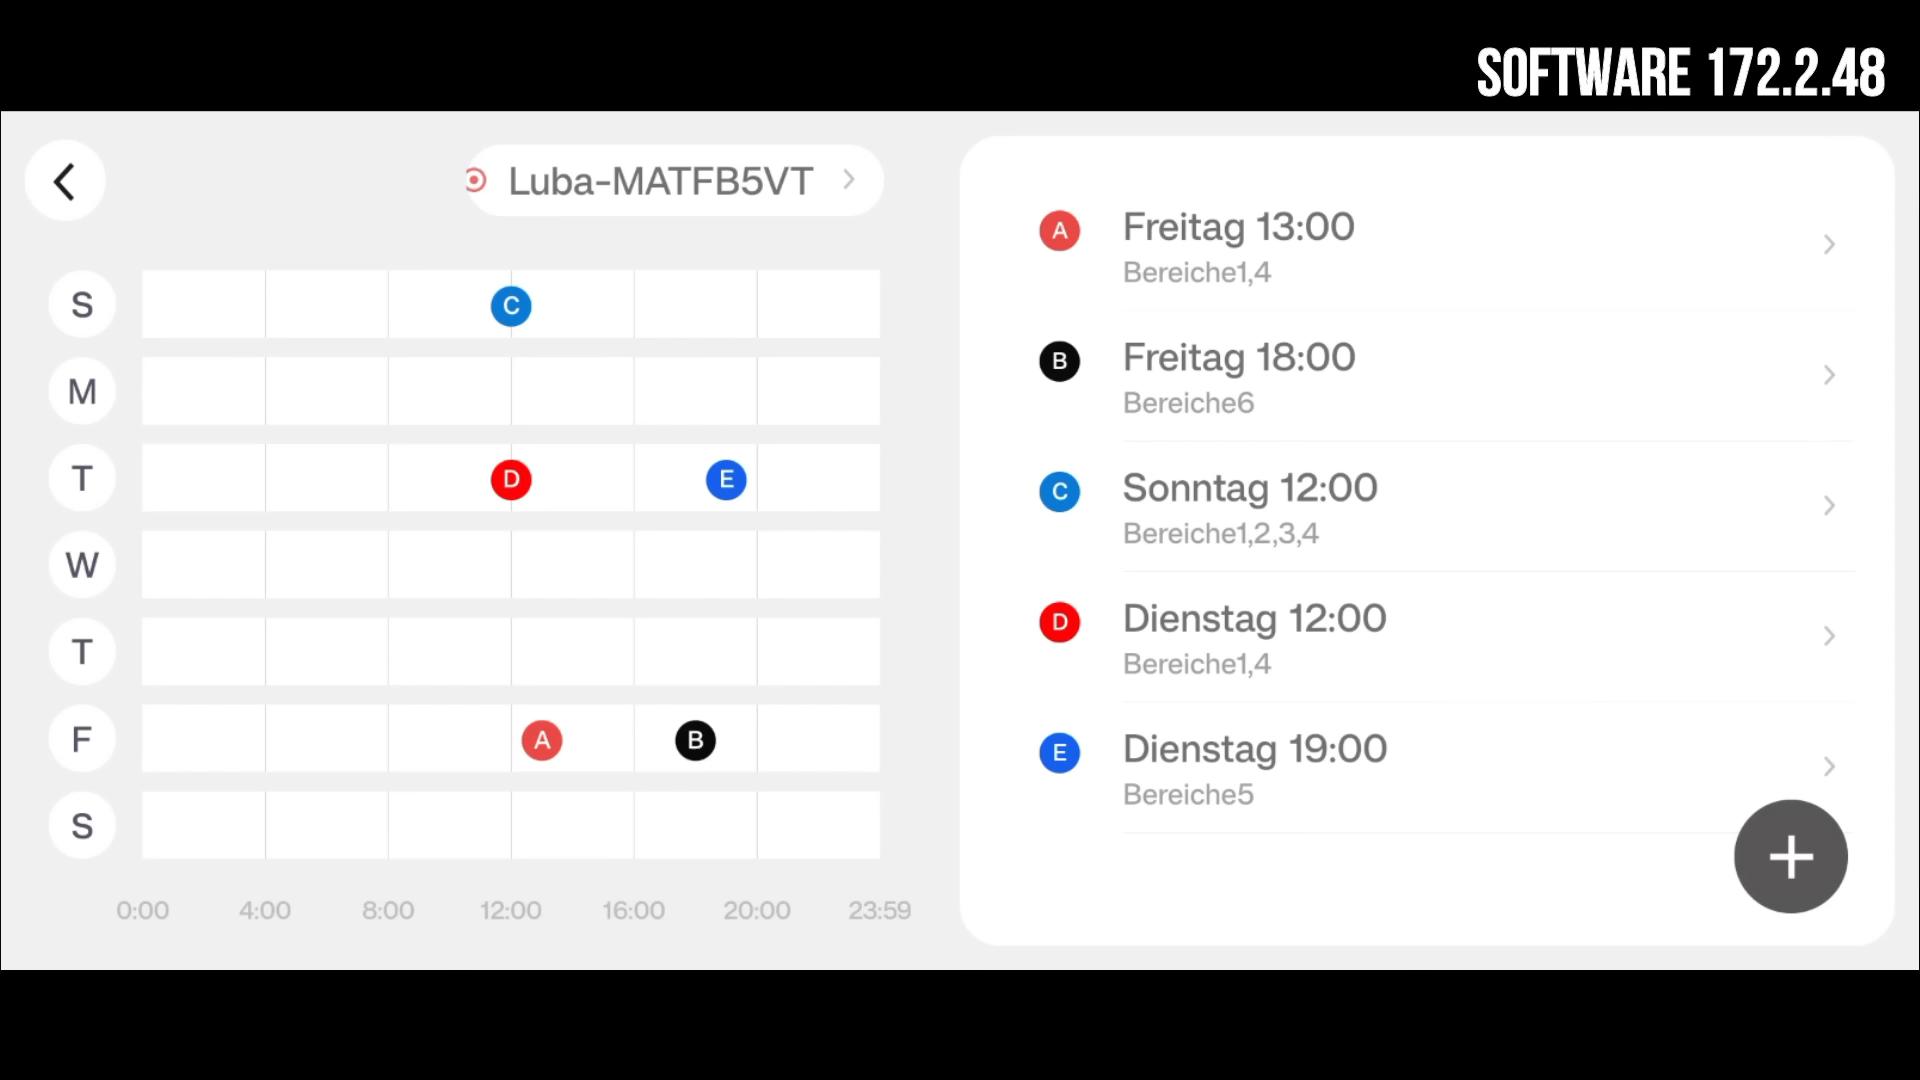 SOFTWARE 172.2.48
Luba-MATFB5VT
S
C
M
T
D
E
W
T
F
A
B
S
0:00 4:00 8:00 12:00 16:00 20:00 23:59
A
Freitag 13:00
Bereiche1,4
B
Freitag 18:00
Bereiche6
C
Sonntag 12:00
Bereiche1,2,3,4
D
Dienstag 12:00
Bereiche1,4
E
Dienstag 19:00
Bereiche5